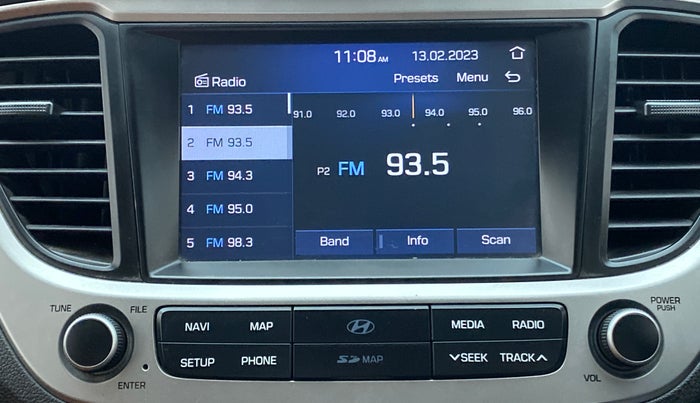 11:08 AM 13.02.2023
Radio Presets Menu
1 FM 93.5
2 FM 93.5
3 FM 94.3
4 FM 95.0
5 FM 98.3
91.0 92.0 93.0 94.0 95.0 96.0
P2 FM 93.5
Band Info Scan
TUNE FILE
ENTER
NAVI MAP
SETUP PHONE
SD MAP
MEDIA RADIO
SEEK TRACK
POWER
PUSH
VOL